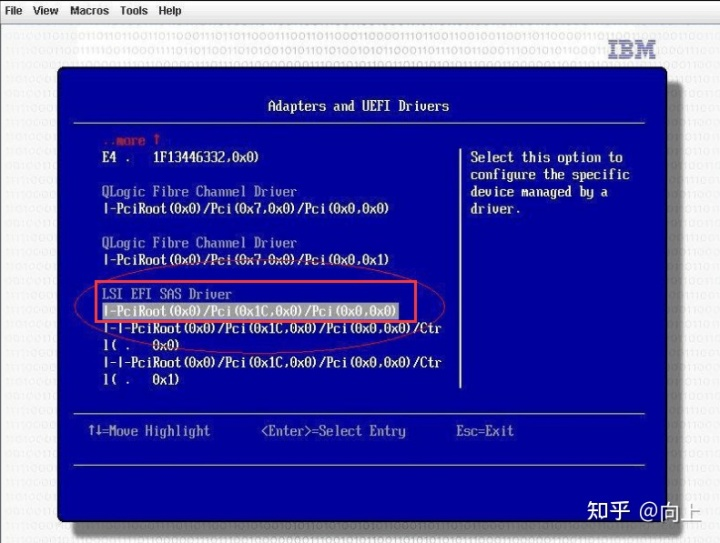 File View Macros Tools Help
IBM
Adapters and UEFI Drivers
..more ↑
E4 . 1F13446332,0x0)
QLogic Fibre Channel Driver
|-PciRoot(0x0)/Pci(0x7,0x0)/Pci(0x0,0x0)
QLogic Fibre Channel Driver
|-PciRoot(0x0)/Pci(0x7,0x0)/Pci(0x0,0x1)
LSI EFI SAS Driver
|-PciRoot(0x0)/Pci(0x1C,0x0)/Pci(0x0,0x0)
|-|-PciRoot(0x0)/Pci(0x1C,0x0)/Pci(0x0,0x0)/Ctr
l( . 0x0)
|-|-PciRoot(0x0)/Pci(0x1C,0x0)/Pci(0x0,0x0)/Ctr
l( . 0x1)
Select this option to
configure the specific
device managed by a
driver.
↑↓=Move Highlight <Enter>=Select Entry Esc=Exit
知乎 @向上